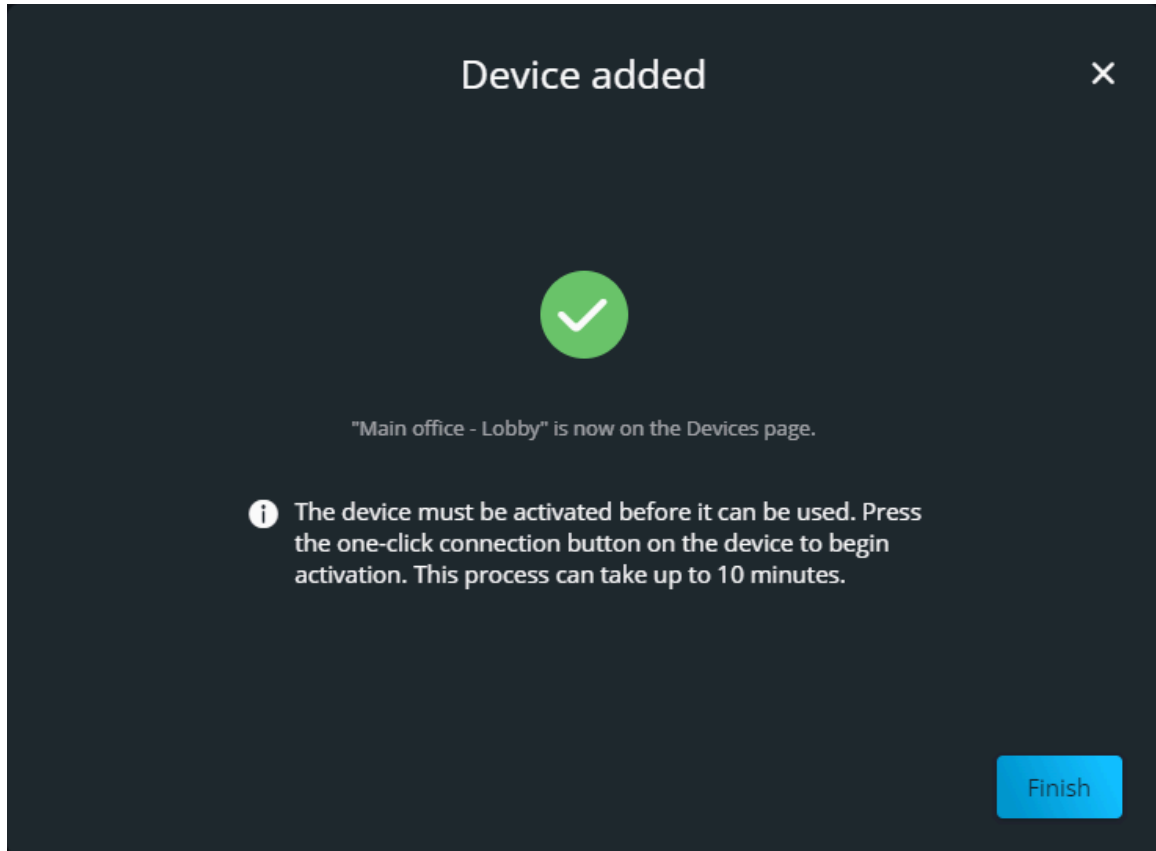 Device added
"Main office - Lobby" is now on the Devices page.
The device must be activated before it can be used. Press
the one-click connection button on the device to begin
activation. This process can take up to 10 minutes.
Finish